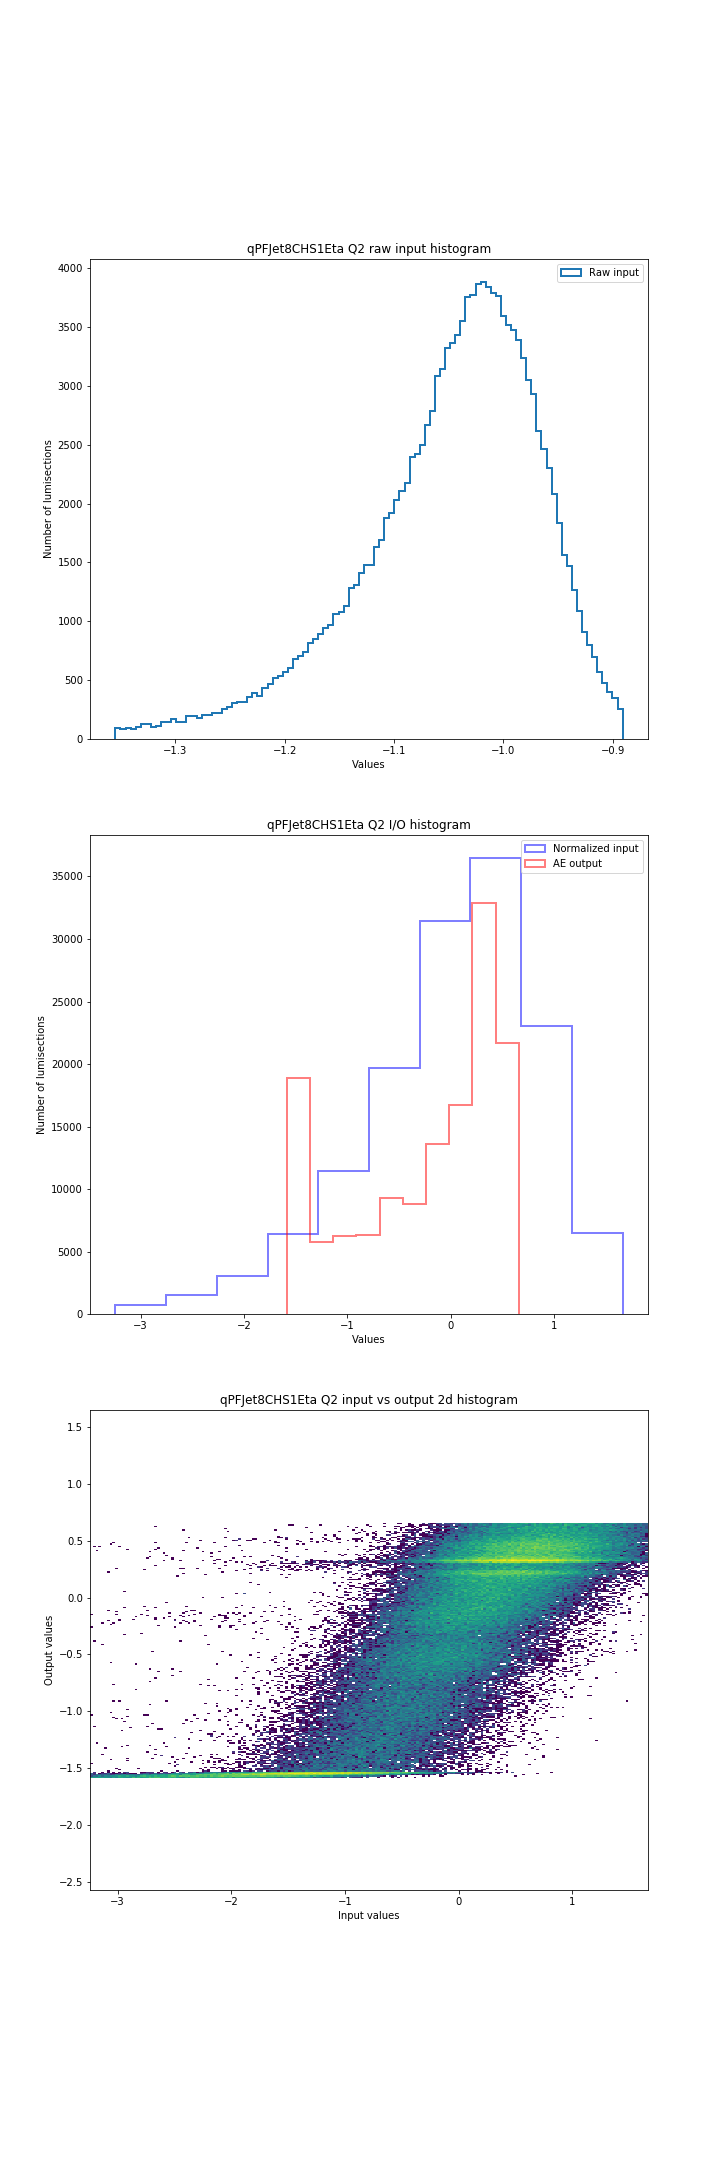 qPFJet8CHS1Eta Q2 raw input histogram
Raw input
4000
3500
3000
2500
2000
1500
1000
500
0
Number of lumisections
−1.3 −1.2 −1.1 −1.0 −0.9
Values
qPFJet8CHS1Eta Q2 I/O histogram
Normalized input
AE output
35000
30000
25000
20000
15000
10000
5000
0
Number of lumisections
−3 −2 −1 0 1
Values
qPFJet8CHS1Eta Q2 input vs output 2d histogram
1.5
1.0
0.5
0.0
−0.5
−1.0
−1.5
−2.0
−2.5
Output values
−3 −2 −1 0 1
Input values